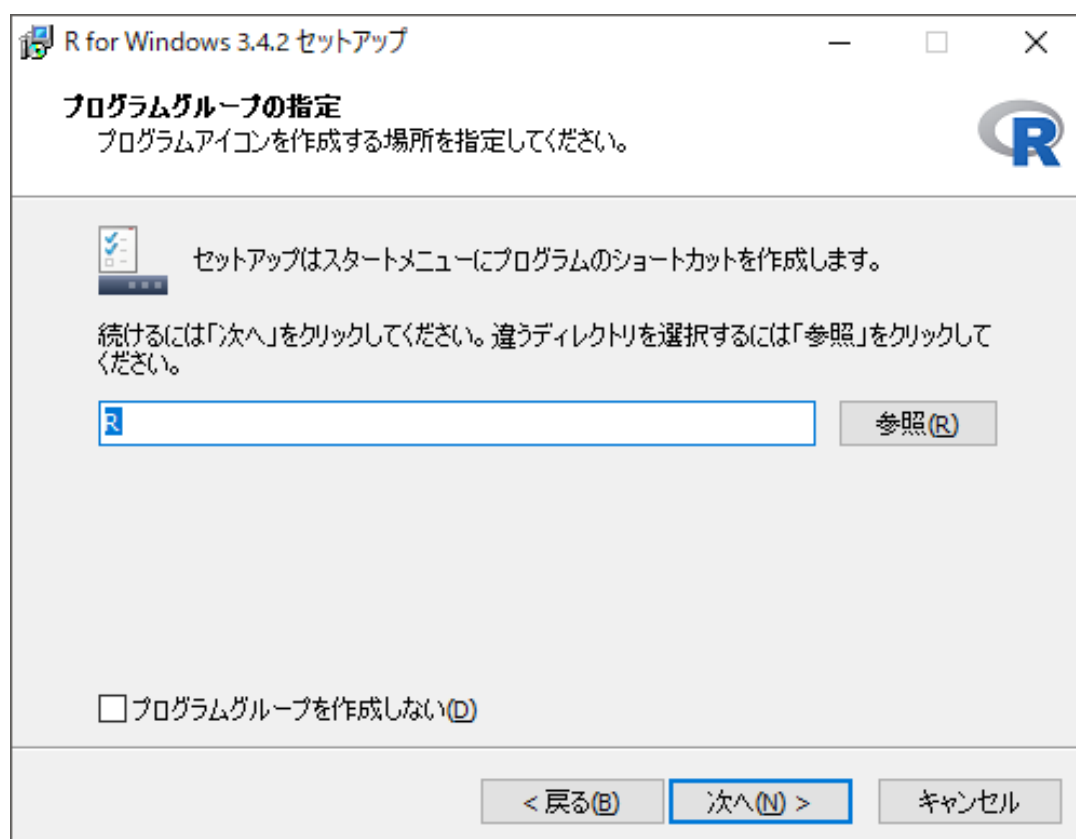 R for Windows 3.4.2 セットアップ
プログラムグループの指定
プログラムアイコンを作成する場所を指定してください。
R
セットアップはスタートメニューにプログラムのショートカットを作成します。
続けるには「次へ」をクリックしてください。違うディレクトリを選択するには「参照」をクリックして
ください。
R
参照(R)
プログラムグループを作成しない(D)
< 戻る(B)
次へ(N) >
キャンセル